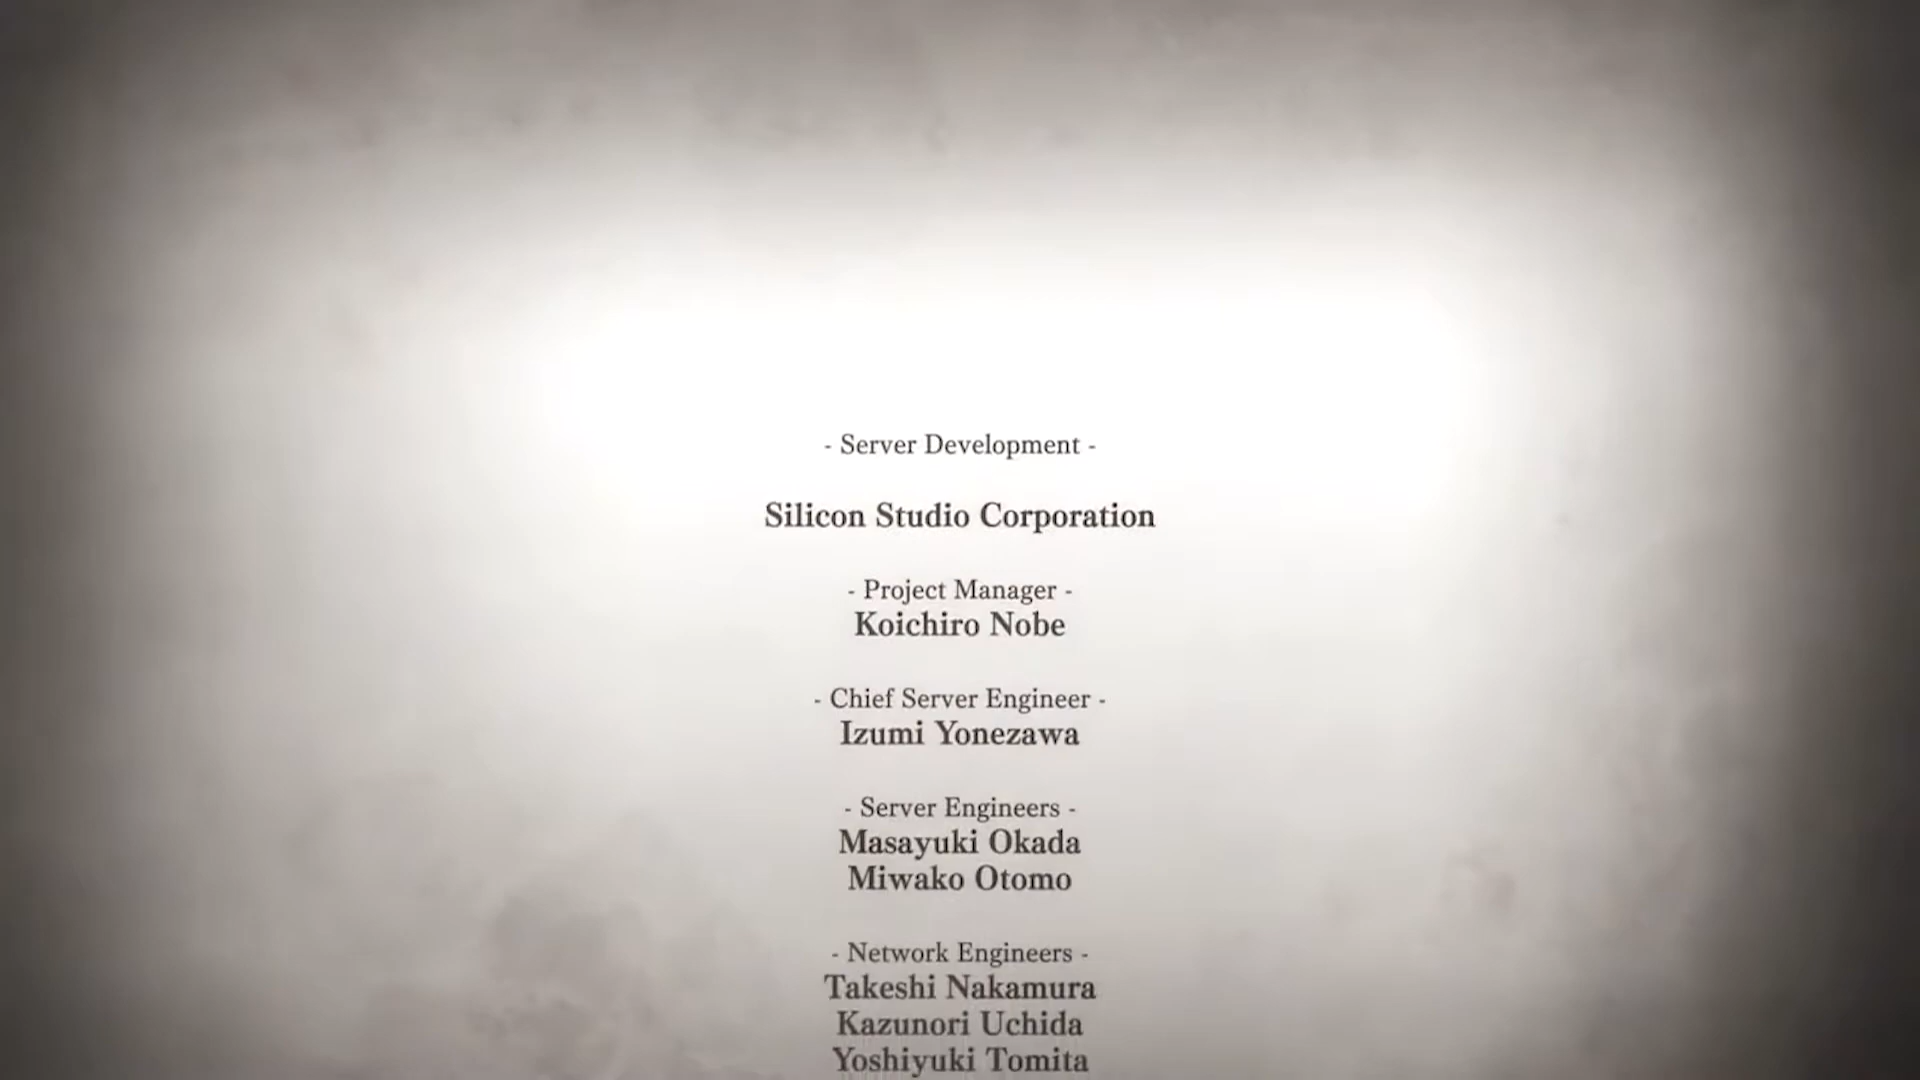 - Server Development -
Silicon Studio Corporation
- Project Manager -
Koichiro Nobe
- Chief Server Engineer -
Izumi Yonezawa
- Server Engineers -
Masayuki Okada
Miwako Otomo
- Network Engineers -
Takeshi Nakamura
Kazunori Uchida
Yoshiyuki Tomita